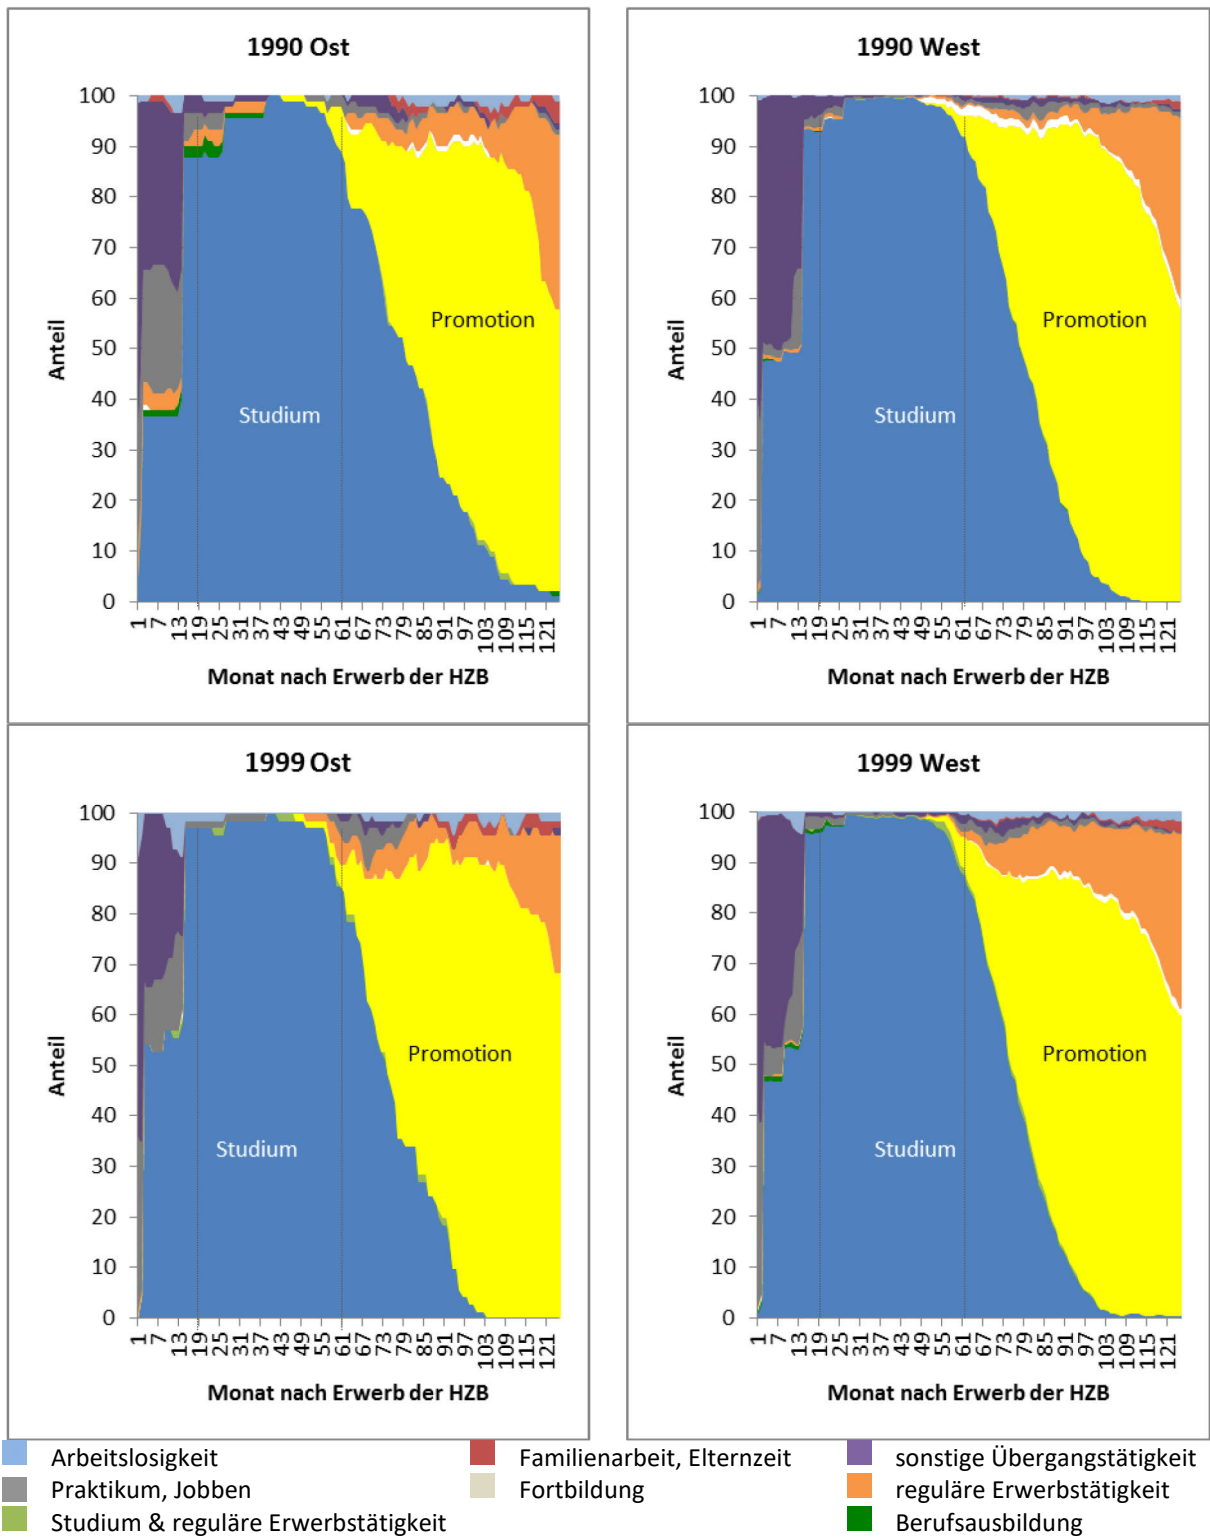 1990 Ost
100
90
80
70
60
50
40
30
20
10
0
Anteil
Promotion
Studium
1 7 13 19 25 31 37 43 49 55 61 67 73 79 85 91 97 103 109 115 121
Monat nach Erwerb der HZB
1990 West
100
90
80
70
60
50
40
30
20
10
0
Anteil
Promotion
Studium
1 7 13 19 25 31 37 43 49 55 61 67 73 79 85 91 97 103 109 115 121
Monat nach Erwerb der HZB
1999 Ost
100
90
80
70
60
50
40
30
20
10
0
Anteil
Promotion
Studium
1 7 13 19 25 31 37 43 49 55 61 67 73 79 85 91 97 103 109 115 121
Monat nach Erwerb der HZB
1999 West
100
90
80
70
60
50
40
30
20
10
0
Anteil
Promotion
Studium
1 7 13 19 25 31 37 43 49 55 61 67 73 79 85 91 97 103 109 115 121
Monat nach Erwerb der HZB
Arbeitslosigkeit
Familienarbeit, Elternzeit
sonstige Übergangstätigkeit
Praktikum, Jobben
Fortbildung
reguläre Erwerbstätigkeit
Studium & reguläre Erwerbstätigkeit
Berufsausbildung